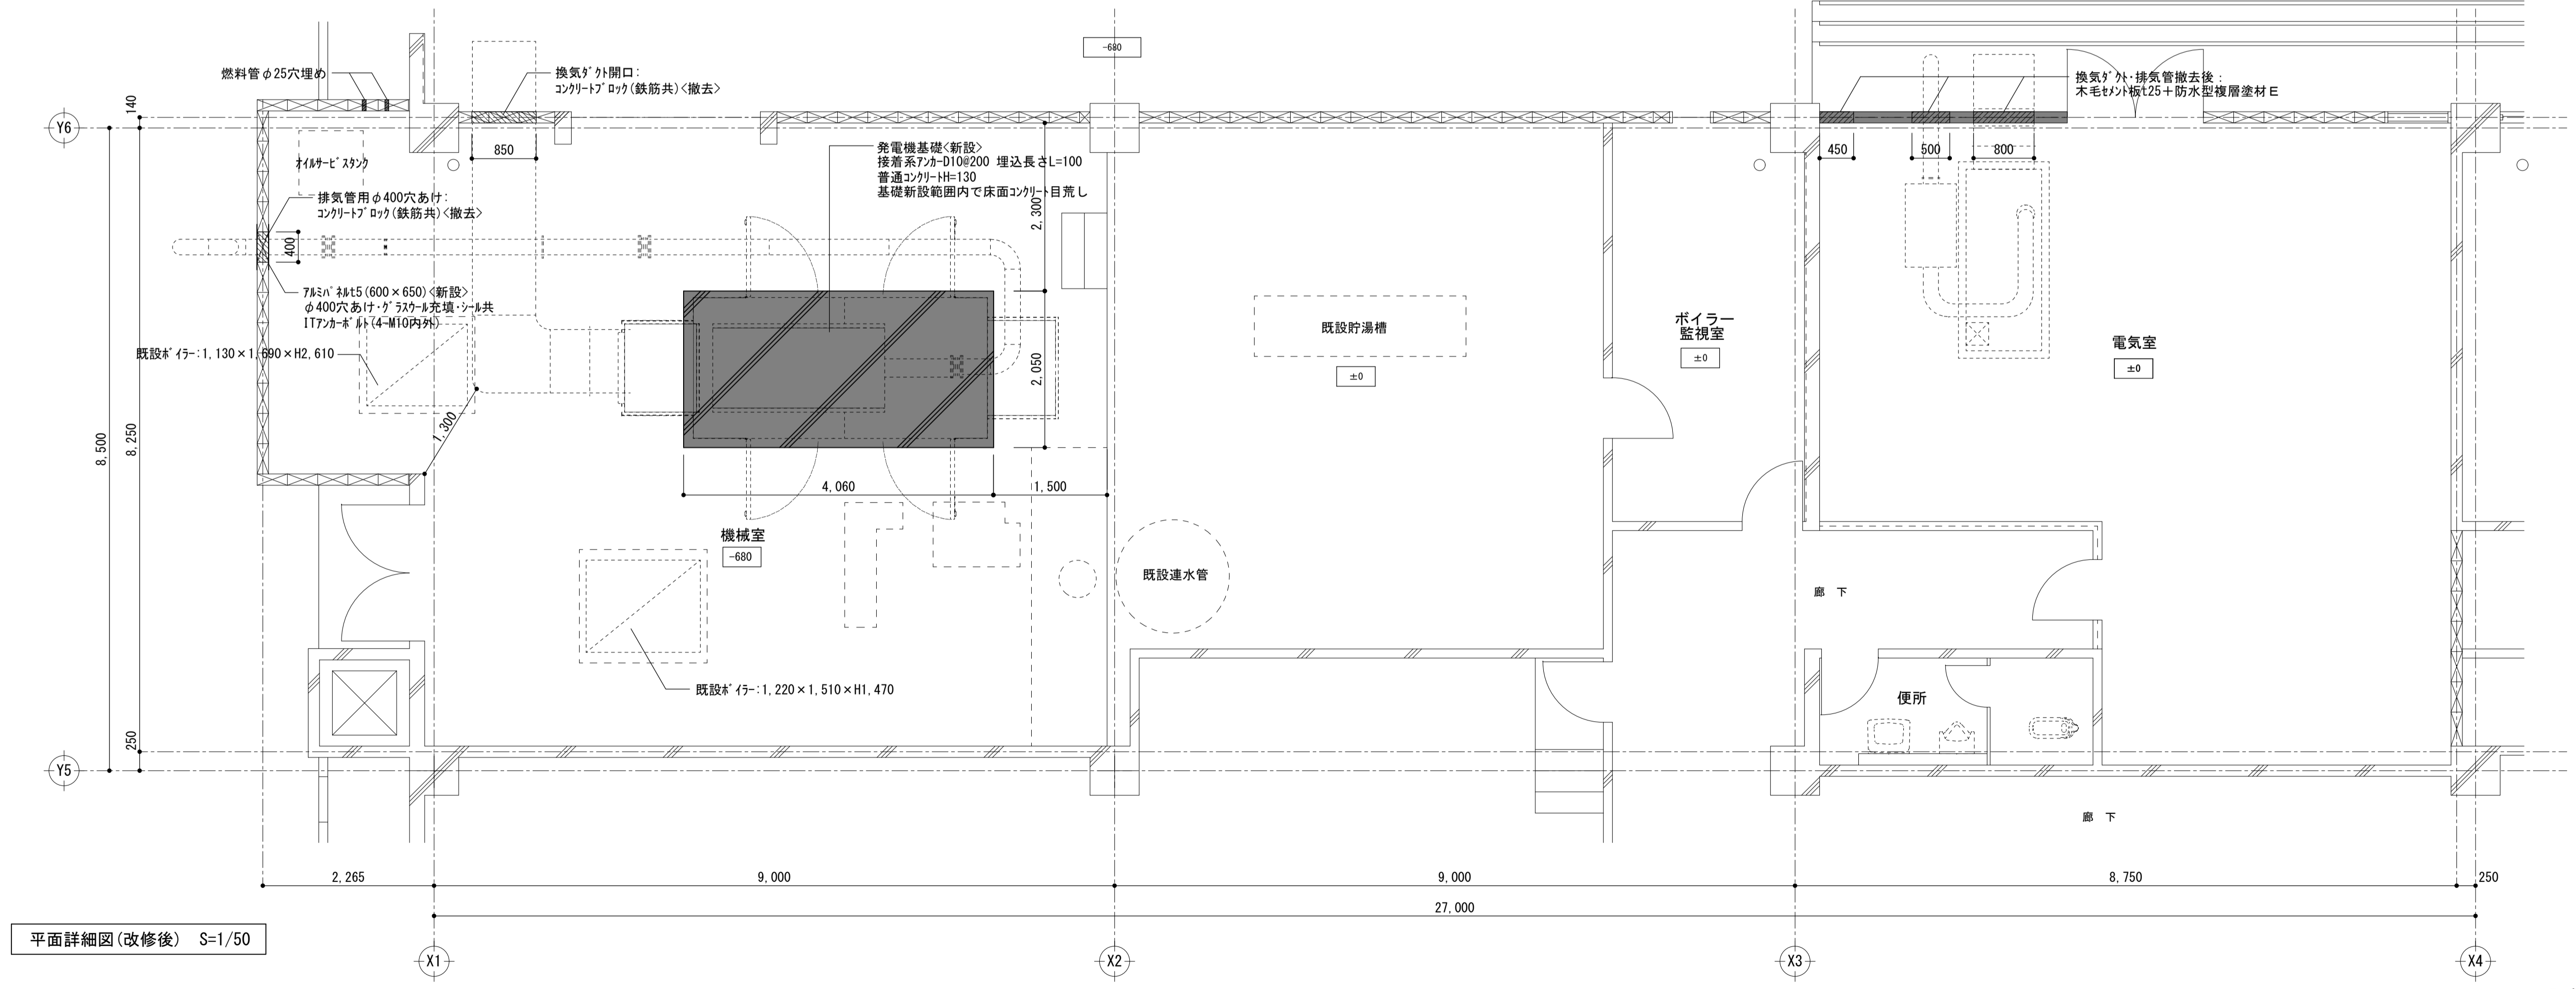 -680
燃料管φ25穴埋め
換気ダクト開口:
コンクリートブロック(鉄筋共)<撤去>
換気ダクト・排気管撤去後:
木毛セメント板t25+防水型複層塗材E
140
Y6
850
オイルサービスタンク
発電機基礎<新設>
接着系アンカーD10@200 埋込長さL=100
普通コンクリートH=130
基礎新設範囲内で床面コンクリート目荒し
450
500
800
排気管用φ400穴あけ:
コンクリートブロック(鉄筋共)<撤去>
2,300
400
アルミパネルt5(600×650)<新設>
φ400穴あけ・グラスウール充填・シール共
ITアンカーボルト(4-M10内外)
既設ボイラー:1,130×1,690×H2,610
2,050
既設貯湯槽
±0
ボイラー
監視室
±0
電気室
±0
1,300
8,500
8,250
4,060
1,500
機械室
-680
既設連水管
廊 下
既設ボイラー:1,220×1,510×H1,470
便所
250
Y5
廊 下
2,265
9,000
9,000
8,750
250
27,000
平面詳細図(改修後) S=1/50
X1
X2
X3
X4